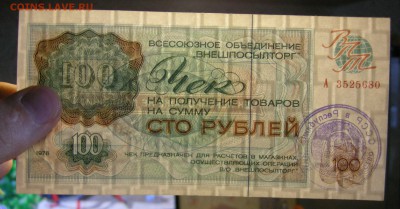 COINS.LAVE.RU
ВСЕСОЮЗНОЕ ОБЪЕДИНЕНИЕ
"ВНЕШПОСЫЛТОРГ"
100
Чек
А 3525630
НА ПОЛУЧЕНИЕ ТОВАРОВ
НА СУММУ
СТО РУБЛЕЙ
100
100
1976
ЧЕК ПРЕДНАЗНАЧЕН ДЛЯ РАСЧЕТОВ В МАГАЗИНАХ,
ОСУЩЕСТВЛЯЮЩИХ ОПЕРАЦИИ
В/О ВНЕШПОСЫЛТОРГ